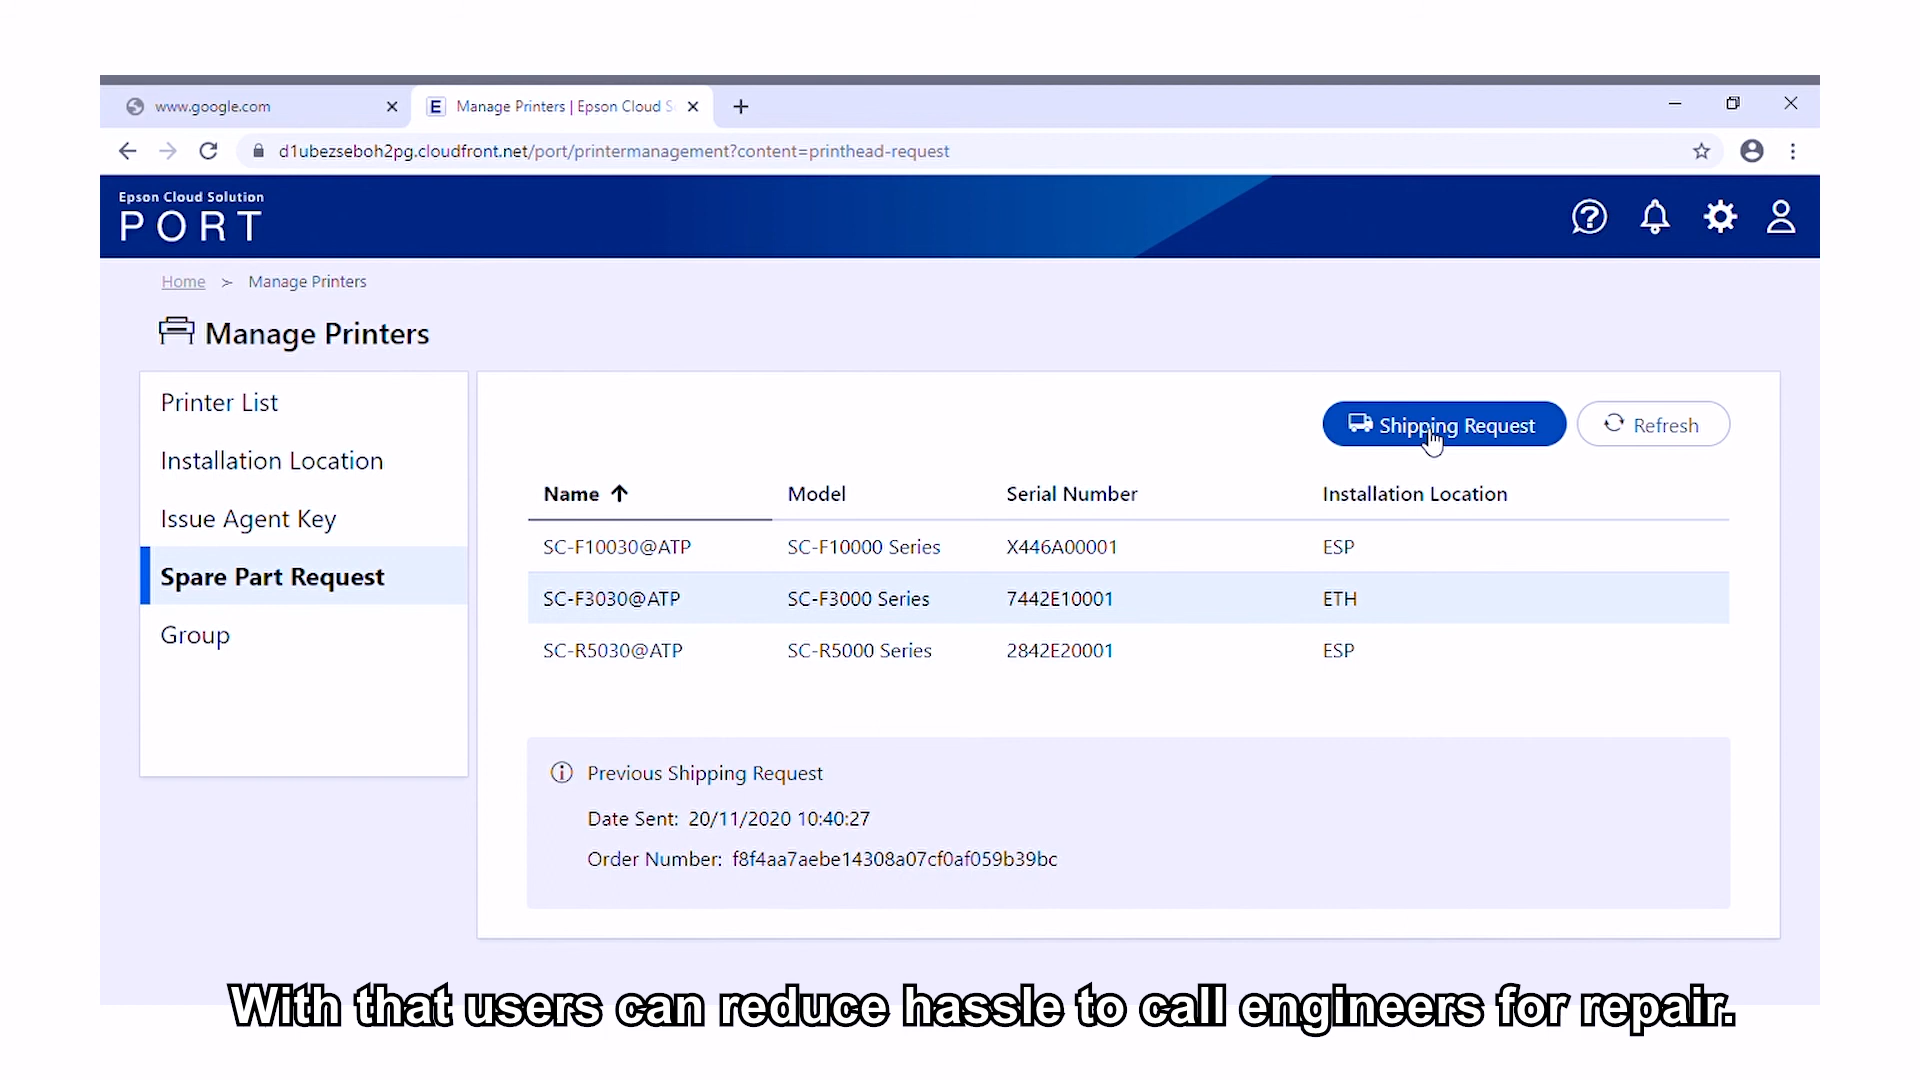 www.google.com
E Manage Printers | Epson Cloud S
d1ubezseboh2pg.cloudfront.net/port/printermanagement?content=printhead-request
Epson Cloud Solution
PORT
Home > Manage Printers
Manage Printers
Printer List
Installation Location
Issue Agent Key
Spare Part Request
Group
Shipping Request Refresh
Name Model Serial Number Installation Location
SC-F10030@ATP SC-F10000 Series X446A00001 ESP
SC-F3030@ATP SC-F3000 Series 7442E10001 ETH
SC-R5030@ATP SC-R5000 Series 2842E20001 ESP
Previous Shipping Request
Date Sent: 20/11/2020 10:40:27
Order Number: f8f4aa7aebe14308a07cf0af059b39bc
With that users can reduce hassle to call engineers for repair.